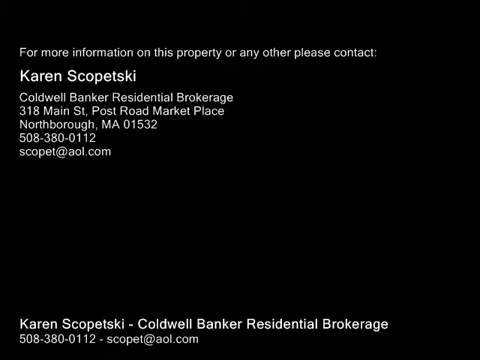 For more information on this property or any other please contact:
Karen Scopetski
Coldwell Banker Residential Brokerage
318 Main St, Post Road Market Place
Northborough, MA 01532
508-380-0112
scopet@aol.com
Karen Scopetski - Coldwell Banker Residential Brokerage
508-380-0112 - scopet@aol.com